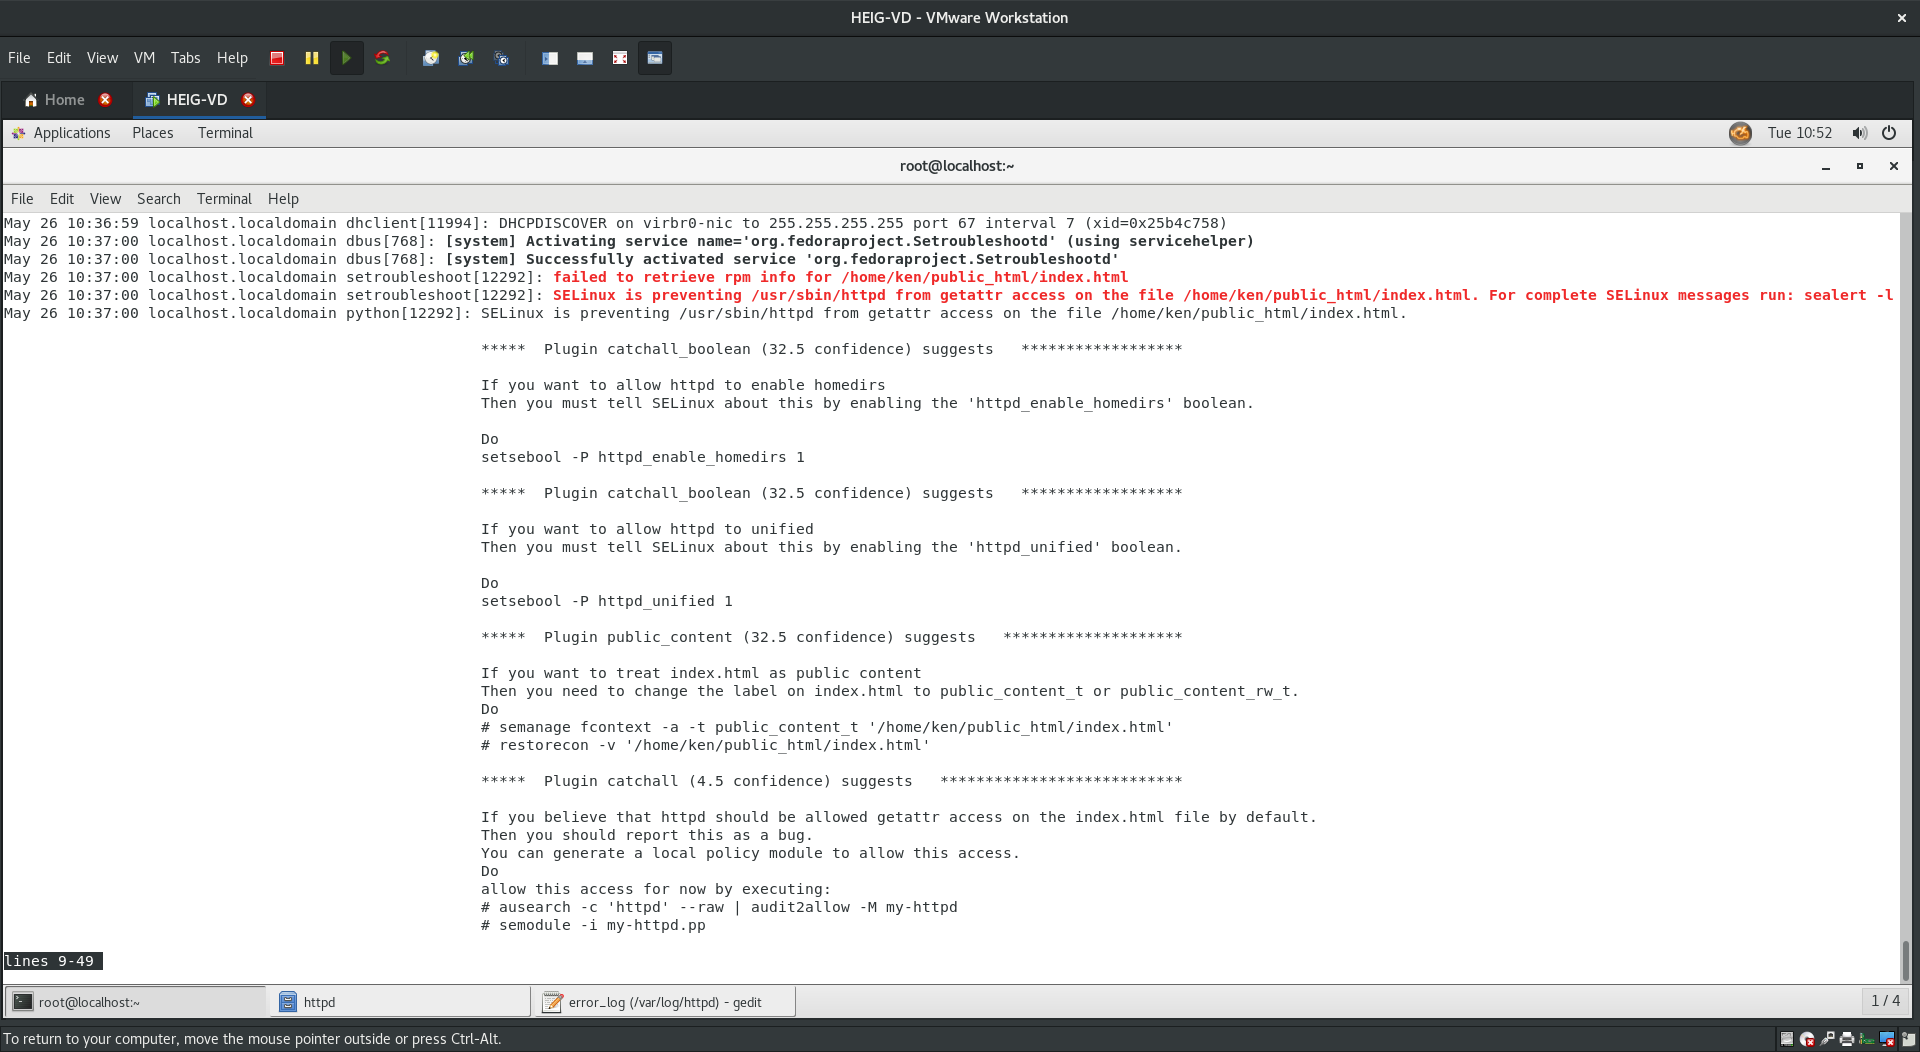 HEIG-VD - VMware Workstation
File Edit View VM Tabs Help
Home HEIG-VD
Applications Places Terminal Tue 10:52
root@localhost:~
File Edit View Search Terminal Help
May 26 10:36:59 localhost.localdomain dhclient[11994]: DHCPDISCOVER on virbr0-nic to 255.255.255.255 port 67 interval 7 (xid=0x25b4c758)
May 26 10:37:00 localhost.localdomain dbus[768]: [system] Activating service name='org.fedoraproject.Setroubleshootd' (using servicehelper)
May 26 10:37:00 localhost.localdomain dbus[768]: [system] Successfully activated service 'org.fedoraproject.Setroubleshootd'
May 26 10:37:00 localhost.localdomain setroubleshoot[12292]: failed to retrieve rpm info for /home/ken/public_html/index.html
May 26 10:37:00 localhost.localdomain setroubleshoot[12292]: SELinux is preventing /usr/sbin/httpd from getattr access on the file /home/ken/public_html/index.html. For complete SELinux messages run: sealert -l
May 26 10:37:00 localhost.localdomain python[12292]: SELinux is preventing /usr/sbin/httpd from getattr access on the file /home/ken/public_html/index.html.
***** Plugin catchall_boolean (32.5 confidence) suggests ******************
If you want to allow httpd to enable homedirs
Then you must tell SELinux about this by enabling the 'httpd_enable_homedirs' boolean.
Do
setsebool -P httpd_enable_homedirs 1
***** Plugin catchall_boolean (32.5 confidence) suggests ******************
If you want to allow httpd to unified
Then you must tell SELinux about this by enabling the 'httpd_unified' boolean.
Do
setsebool -P httpd_unified 1
***** Plugin public_content (32.5 confidence) suggests ********************
If you want to treat index.html as public content
Then you need to change the label on index.html to public_content_t or public_content_rw_t.
Do
# semanage fcontext -a -t public_content_t '/home/ken/public_html/index.html'
# restorecon -v '/home/ken/public_html/index.html'
***** Plugin catchall (4.5 confidence) suggests ***************************
If you believe that httpd should be allowed getattr access on the index.html file by default.
Then you should report this as a bug.
You can generate a local policy module to allow this access.
Do
allow this access for now by executing:
# ausearch -c 'httpd' --raw | audit2allow -M my-httpd
# semodule -i my-httpd.pp
lines 9-49
root@localhost:~ httpd error_log (/var/log/httpd) - gedit 1 / 4
To return to your computer, move the mouse pointer outside or press Ctrl-Alt.